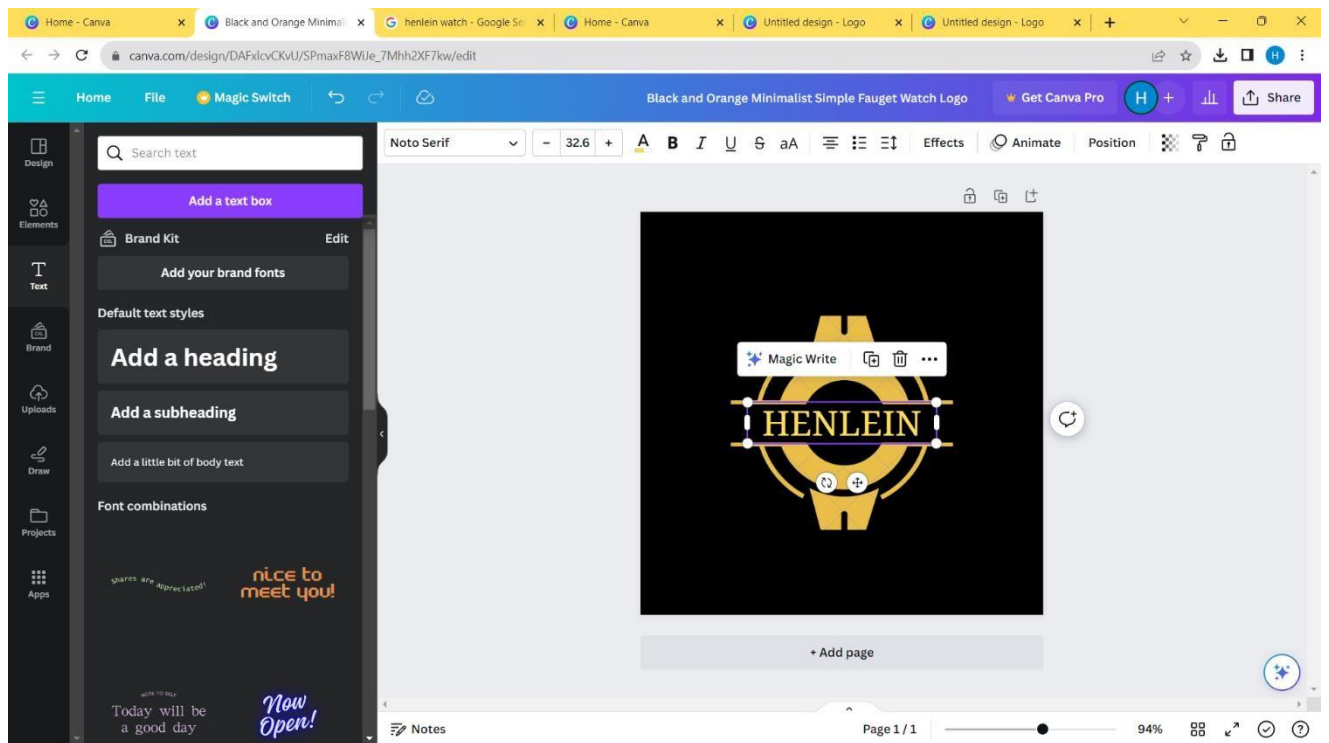 Home - Canva
Black and Orange Minimal
henlein watch - Google Se
Home - Canva
Untitled design - Logo
Untitled design - Logo
canva.com/design/DAFxlcvCKvU/SPmaxF8WiJe_7Mhh2XF7kw/edit
H
Home
File
Magic Switch
Black and Orange Minimalist Simple Fauget Watch Logo
Get Canva Pro
H
Share
Design
Elements
Text
Brand
Uploads
Draw
Projects
Apps
Search text
Add a text box
Brand Kit
Edit
Add your brand fonts
Default text styles
Add a heading
Add a subheading
Add a little bit of body text
Font combinations
shares are appreciated!
nice to
meet you!
NOTE TO SELF
Today will be
a good day
Now
Open!
Noto Serif
- 32.6 +
A B I U S aA
Effects
Animate
Position
Magic Write
HENLEIN
+ Add page
Notes
Page 1 / 1
94%